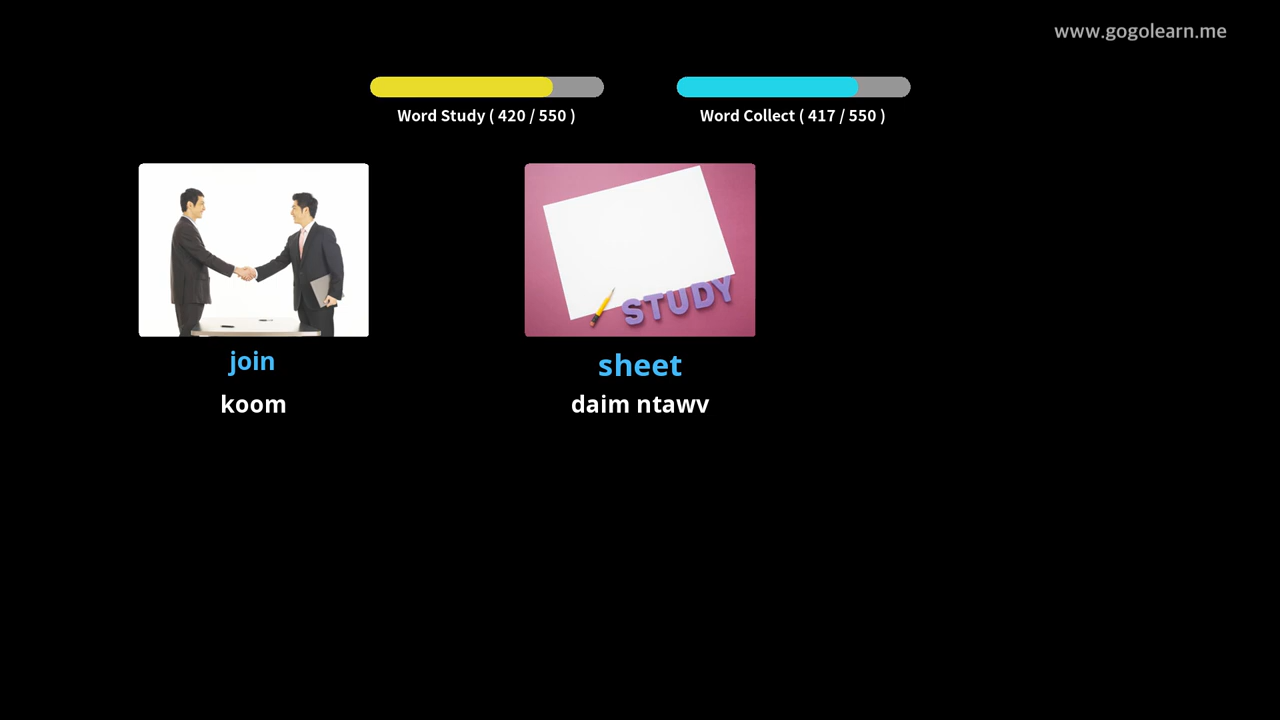 www.gogolearn.me
Word Study ( 420 / 550 )
Word Collect ( 417 / 550 )
STUDY
join
sheet
koom
daim ntawv